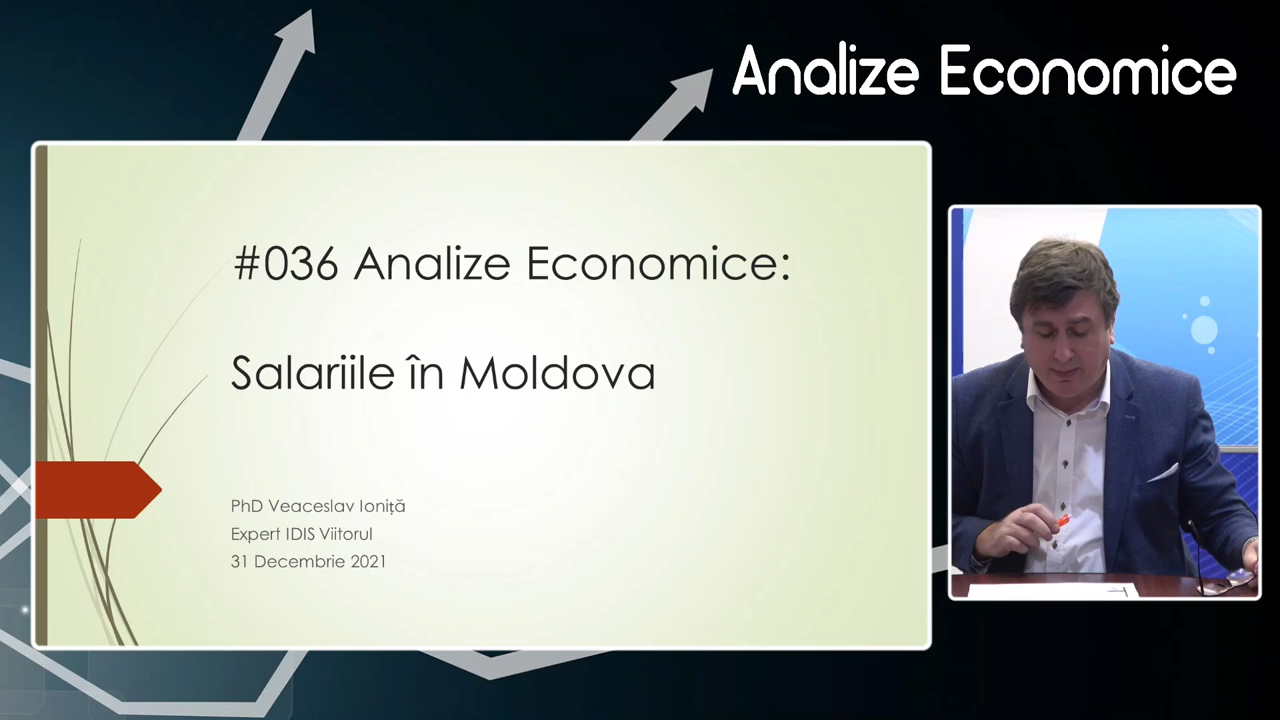 Analize Economice
#036 Analize Economice:
Salariile în Moldova
PhD Veaceslav Ioniță
Expert IDIS Viitorul
31 Decembrie 2021